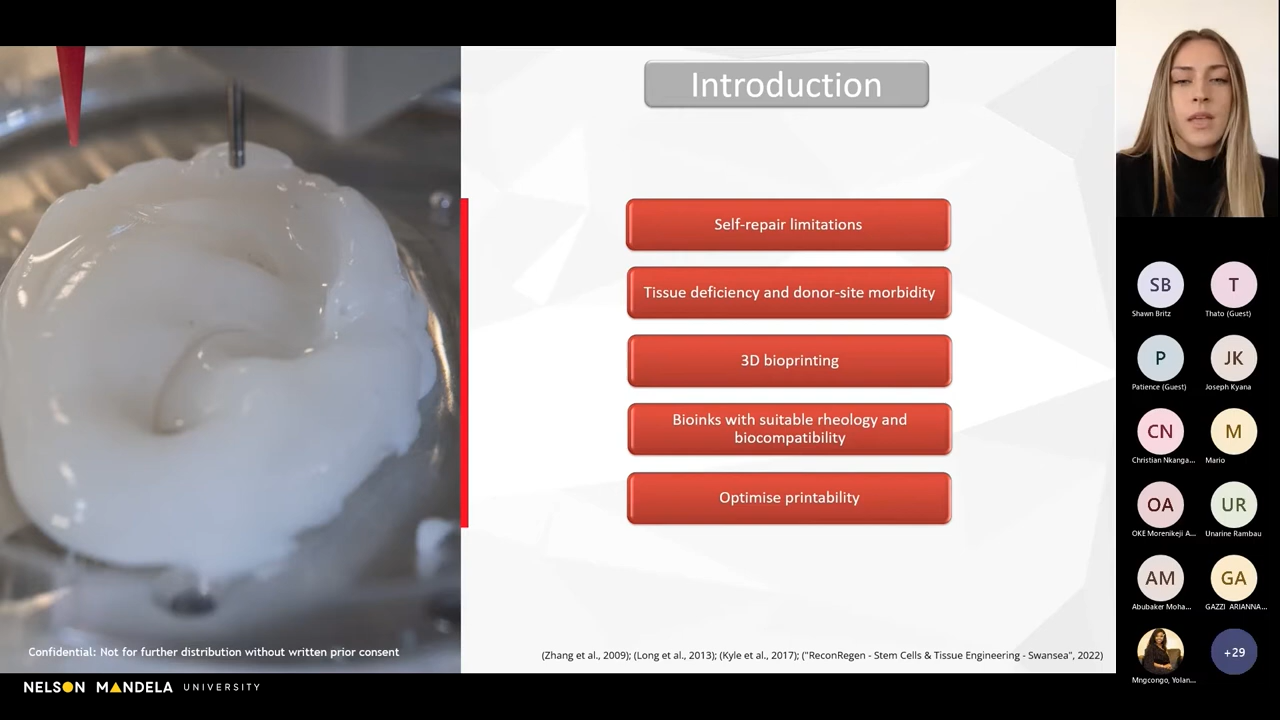 Introduction
Self-repair limitations
Tissue deficiency and donor-site morbidity
3D bioprinting
Bioinks with suitable rheology and
biocompatibility
Optimise printability
Confidential: Not for further distribution without written prior consent
(Zhang et al., 2009); (Long et al., 2013); (Kyle et al., 2017); ("ReconRegen - Stem Cells & Tissue Engineering - Swansea", 2022)
NELSON MANDELA UNIVERSITY
SB
Shawn Britz
T
Thato (Guest)
P
Patience (Guest)
JK
Joseph Kyana
CN
Christian Nkanga...
M
Mario
OA
OKE Morenikeji A...
UR
Unarine Rambau
AM
Abubaker Moha...
GA
GAZZI ARIANNA...
Mngcongo, Yolan...
+29